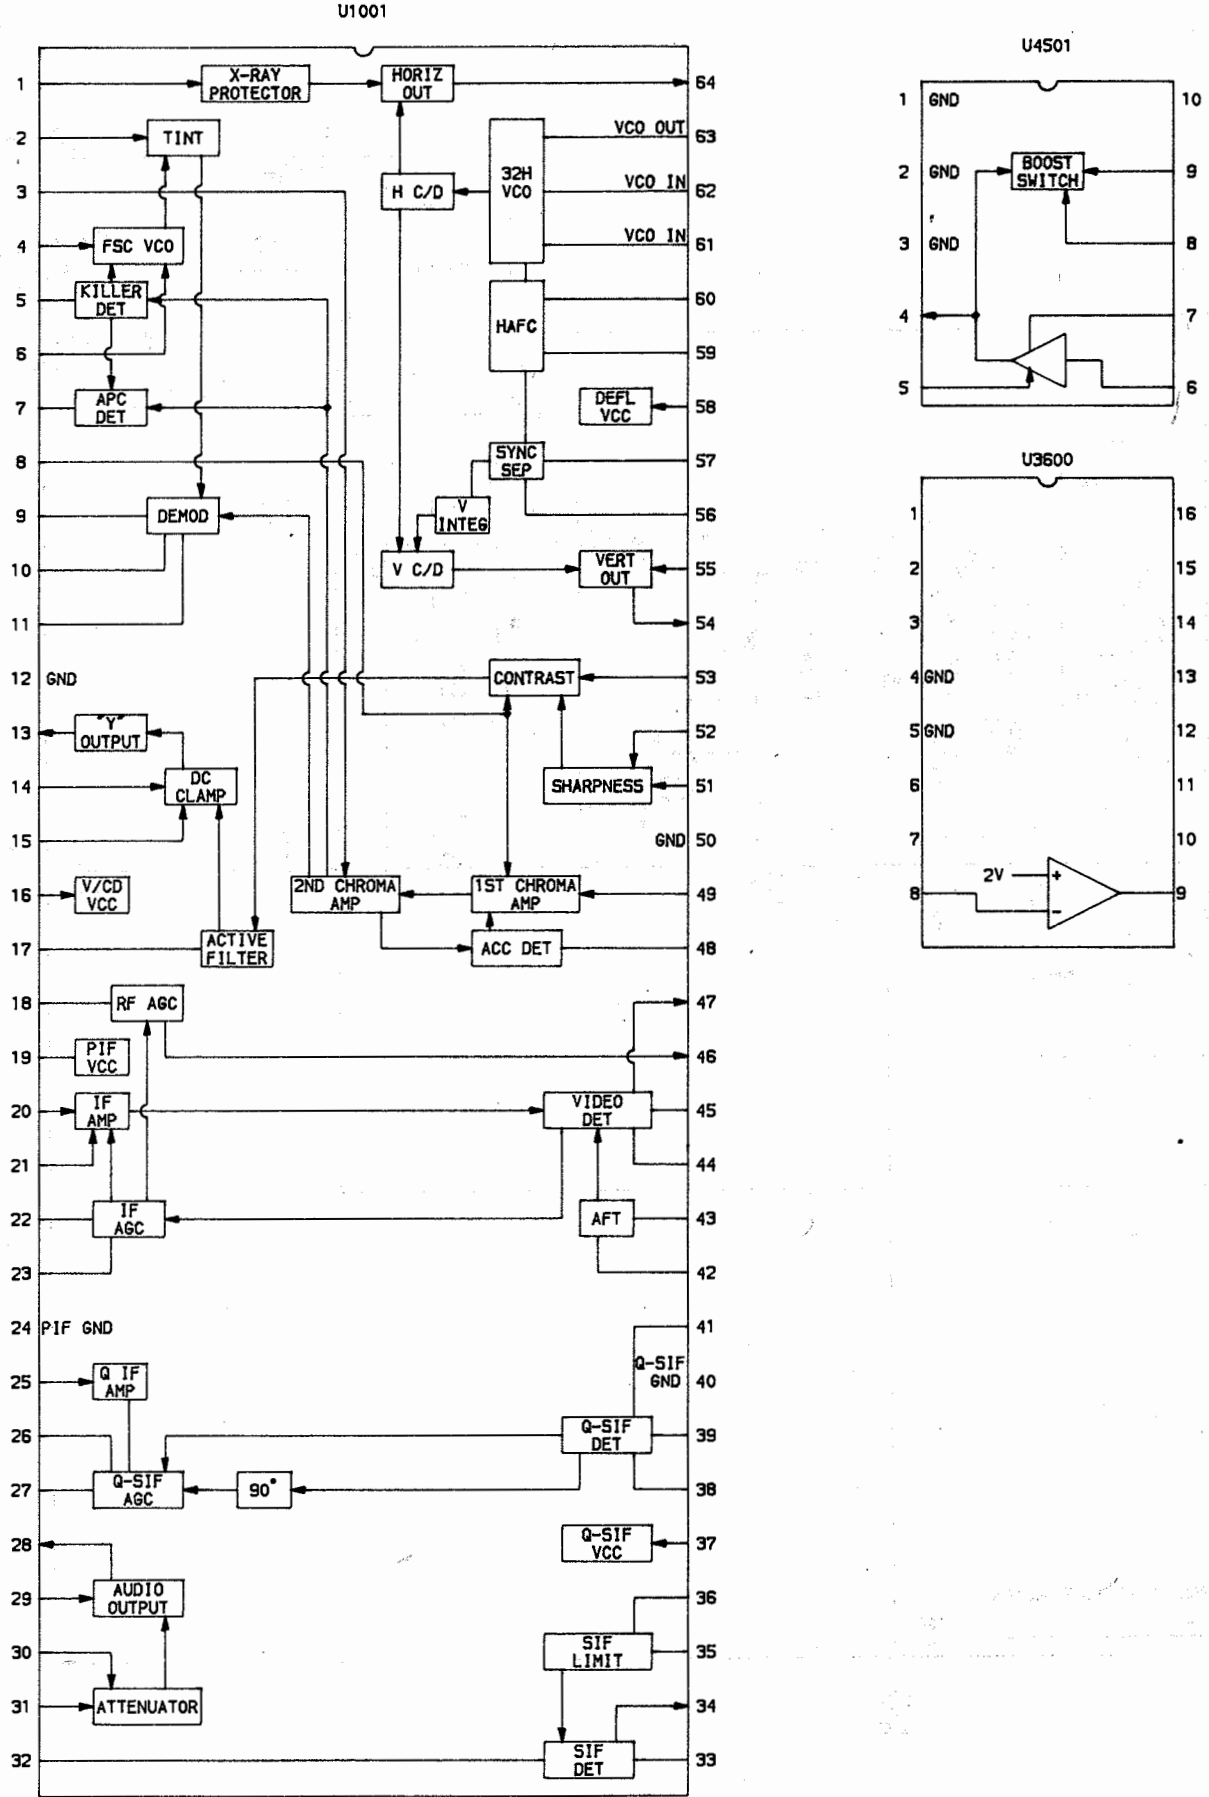 U1001
1 X-RAY PROTECTOR HORIZ OUT 64
2 TINT VCO OUT 63
3 H C/D 32H VCO VCO IN 62
4 FSC VCO VCO IN 61
5 KILLER DET 60
6 HAFC 59
7 APC DET DEFL VCC 58
8 SYNC SEP 57
9 DEMOD V INTEG 56
10 V C/D VERT OUT 55
11 54
12 GND CONTRAST 53
13 "Y" OUTPUT 52
14 DC CLAMP SHARPNESS 51
15 GND 50
16 V/CD VCC 2ND CHROMA AMP 1ST CHROMA AMP 49
17 ACTIVE FILTER ACC DET 48
18 RF AGC 47
19 PIF VCC 46
20 IF AMP VIDEO DET 45
21 44
22 IF AGC AFT 43
23 42
24 PIF GND 41
25 Q IF AMP Q-SIF GND 40
26 Q-SIF DET 39
27 Q-SIF AGC 90° 38
28 Q-SIF VCC 37
29 AUDIO OUTPUT 36
30 SIF LIMIT 35
31 ATTENUATOR 34
32 SIF DET 33
U4501
1 GND 10
2 GND BOOST SWITCH 9
3 GND 8
4 7
5 6
U3600
1 16
2 15
3 14
4 GND 13
5 GND 12
6 11
7 10
8 2V + - 9